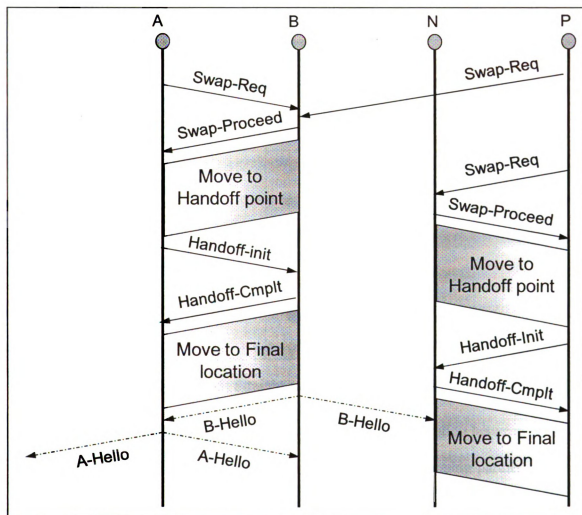 A B N P
Swap-Req
Swap-Req
Swap-Proceed
Move to
Handoff point
Swap-Req
Swap-Proceed
Handoff-init
Move to
Handoff point
Handoff-Cmplt
Handoff-Init
Move to Final
location
Handoff-Cmplt
B-Hello
B-Hello
Move to Final
location
A-Hello
A-Hello